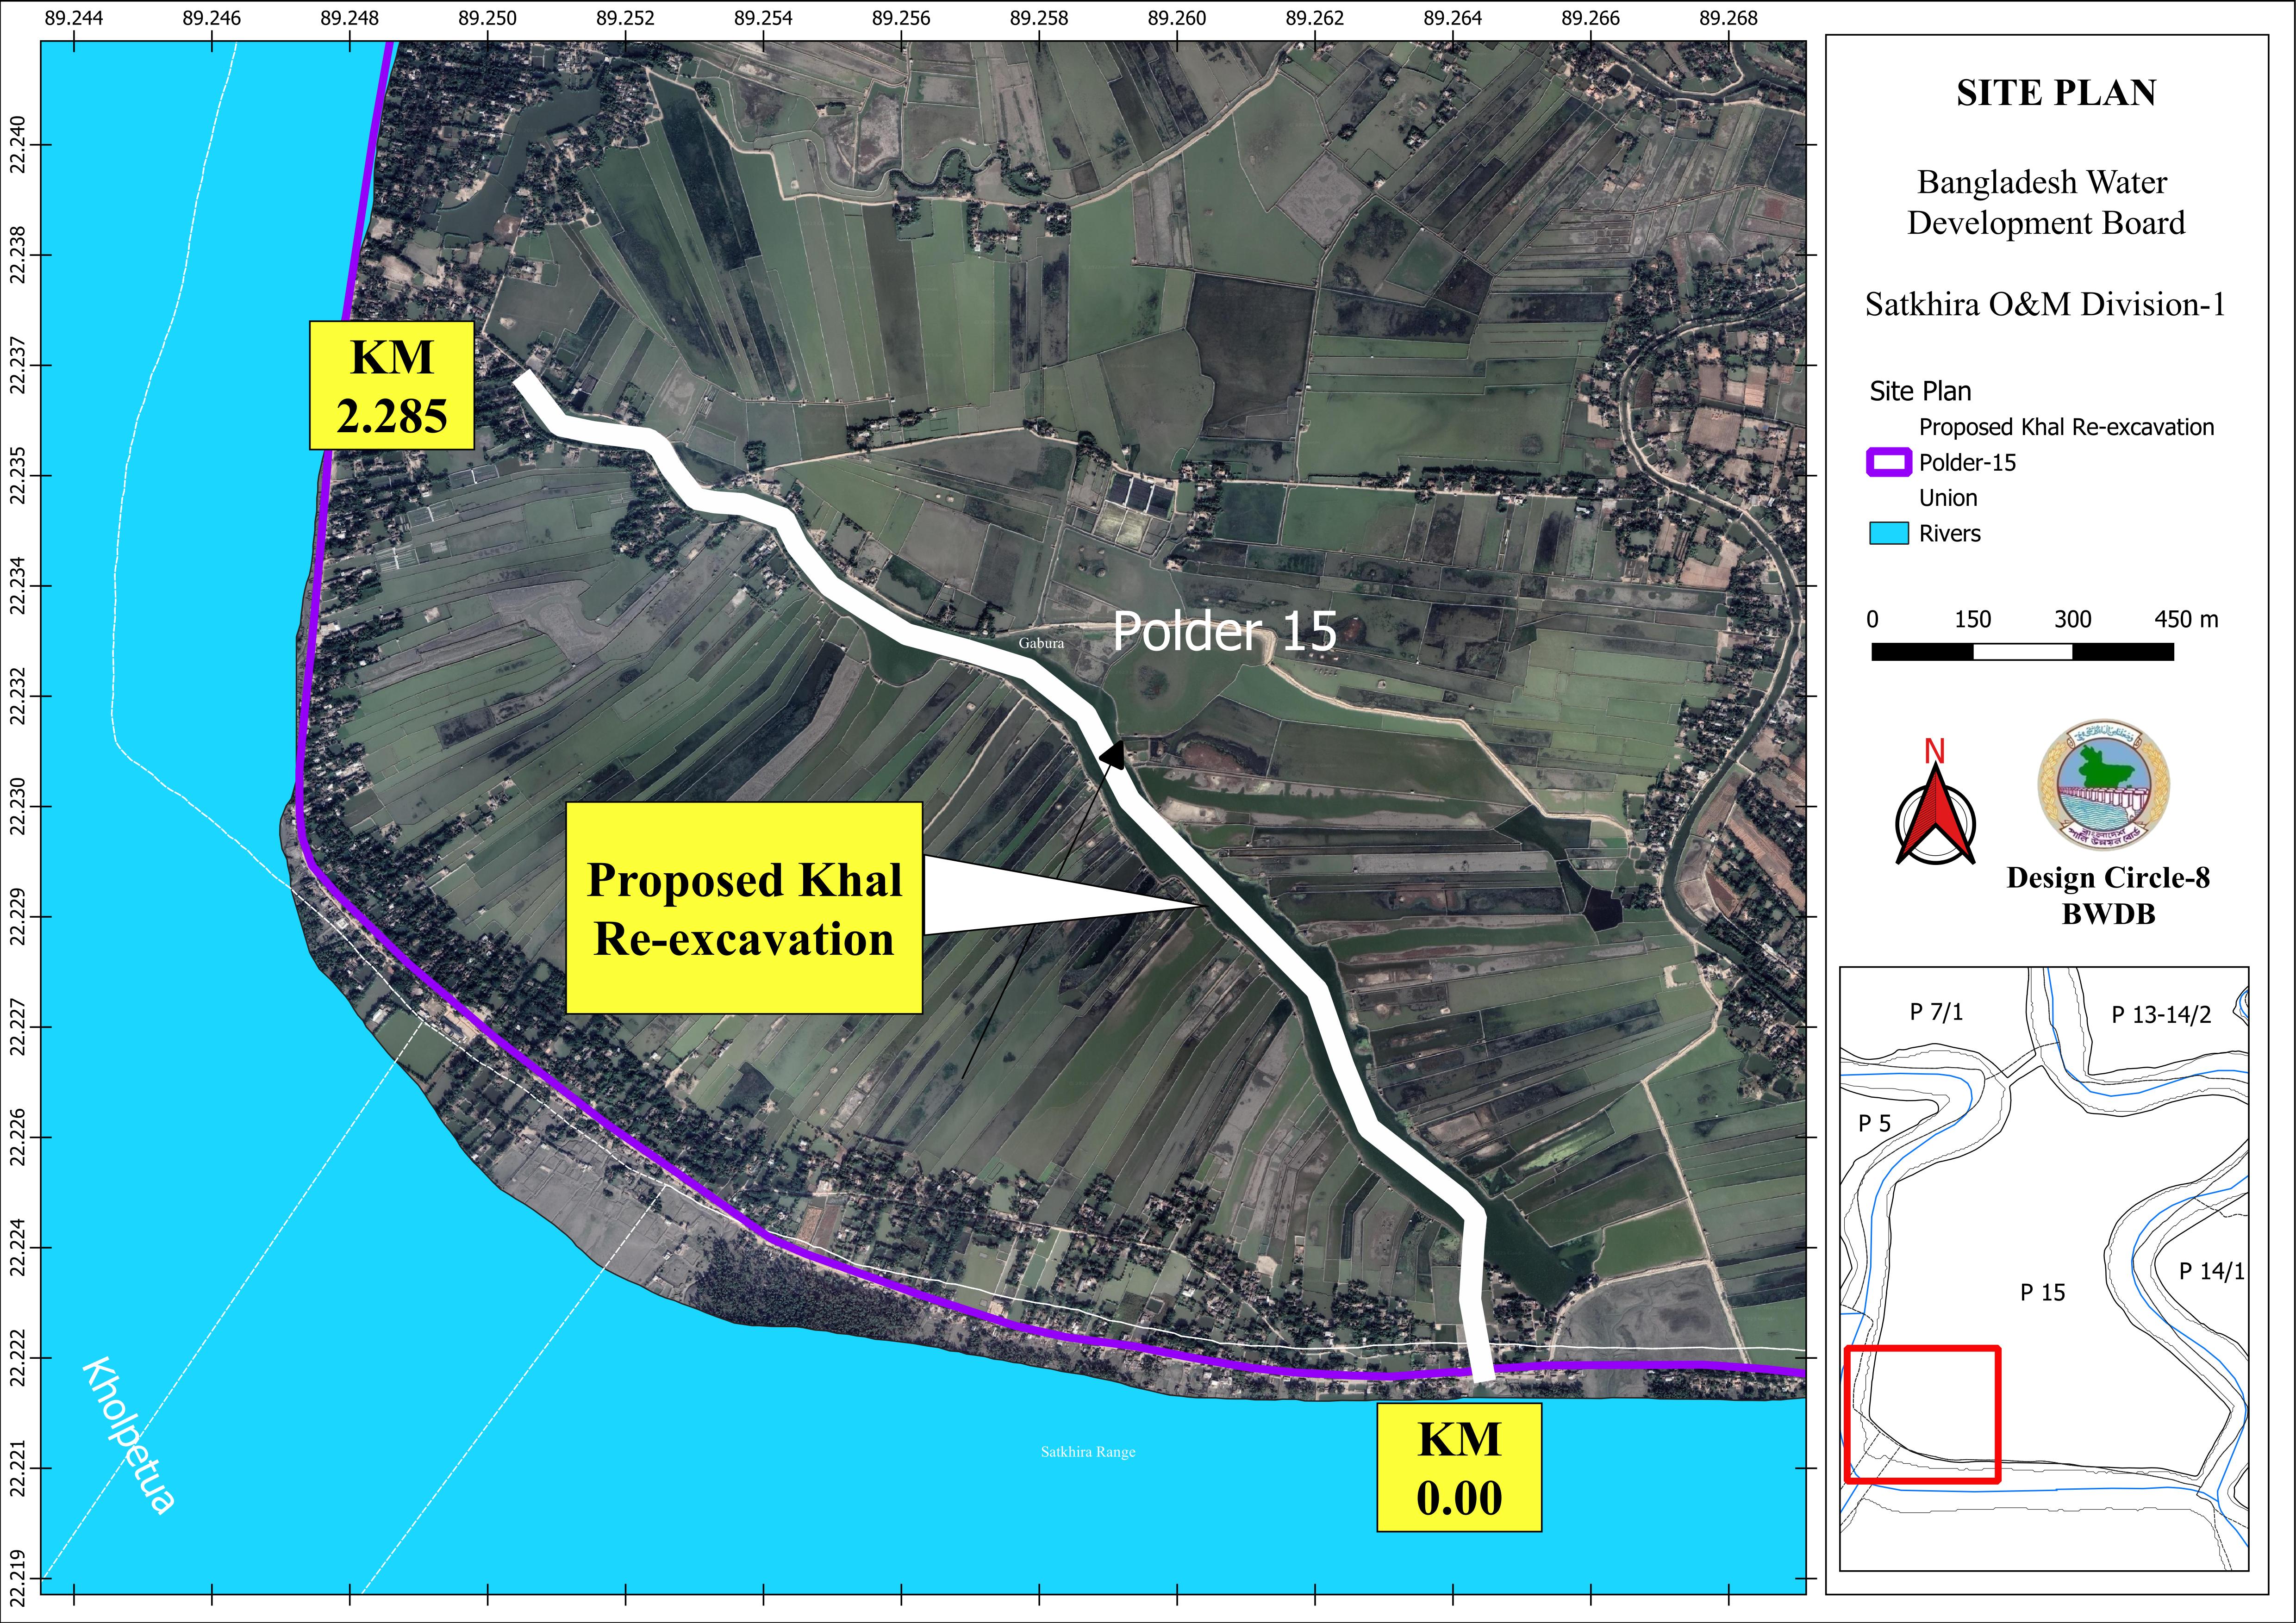 89.244 89.246 89.248 89.250 89.252 89.254 89.256 89.258 89.260 89.262 89.264 89.266 89.268
22.240
22.238
22.237
22.235
22.234
22.232
22.230
22.229
22.227
22.226
22.224
22.222
22.221
22.219
KM
2.285
Gabura
Polder 15
Proposed Khal
Re-excavation
Kholpetua
Satkhira Range
KM
0.00
SITE PLAN
Bangladesh Water
Development Board
Satkhira O&M Division-1
Site Plan
Proposed Khal Re-excavation
Polder-15
Union
Rivers
0 150 300 450 m
N
বাংলাদেশ
পানি উন্নয়ন বোর্ড
Design Circle-8
BWDB
P 7/1
P 13-14/2
P 5
P 14/1
P 15